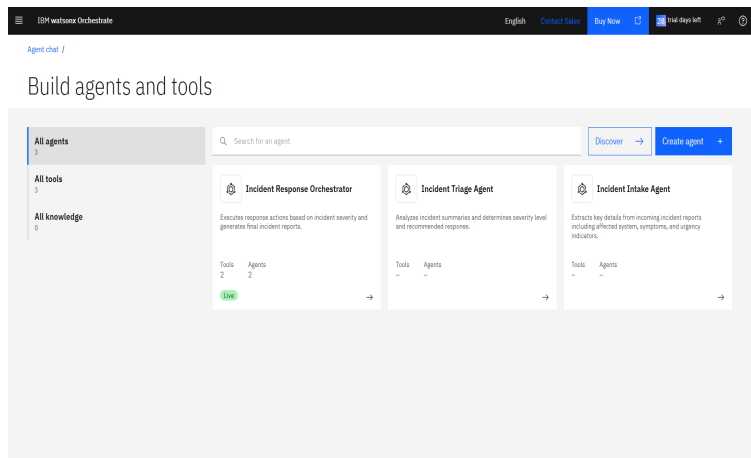 IBM watsonx Orchestrate
English
Contact Sales
Buy Now
28 trial days left
Agent chat /
Build agents and tools
All agents
3
All tools
3
All knowledge
0
Search for an agent
Discover
Create agent +
Incident Response Orchestrator
Executes response actions based on incident severity and
generates final incident reports.
Tools Agents
2 2
Live
Incident Triage Agent
Analyzes incident summaries and determines severity level
and recommended response.
Tools Agents
– –
Incident Intake Agent
Extracts key details from incoming incident reports
including affected system, symptoms, and urgency
indicators.
Tools Agents
– –